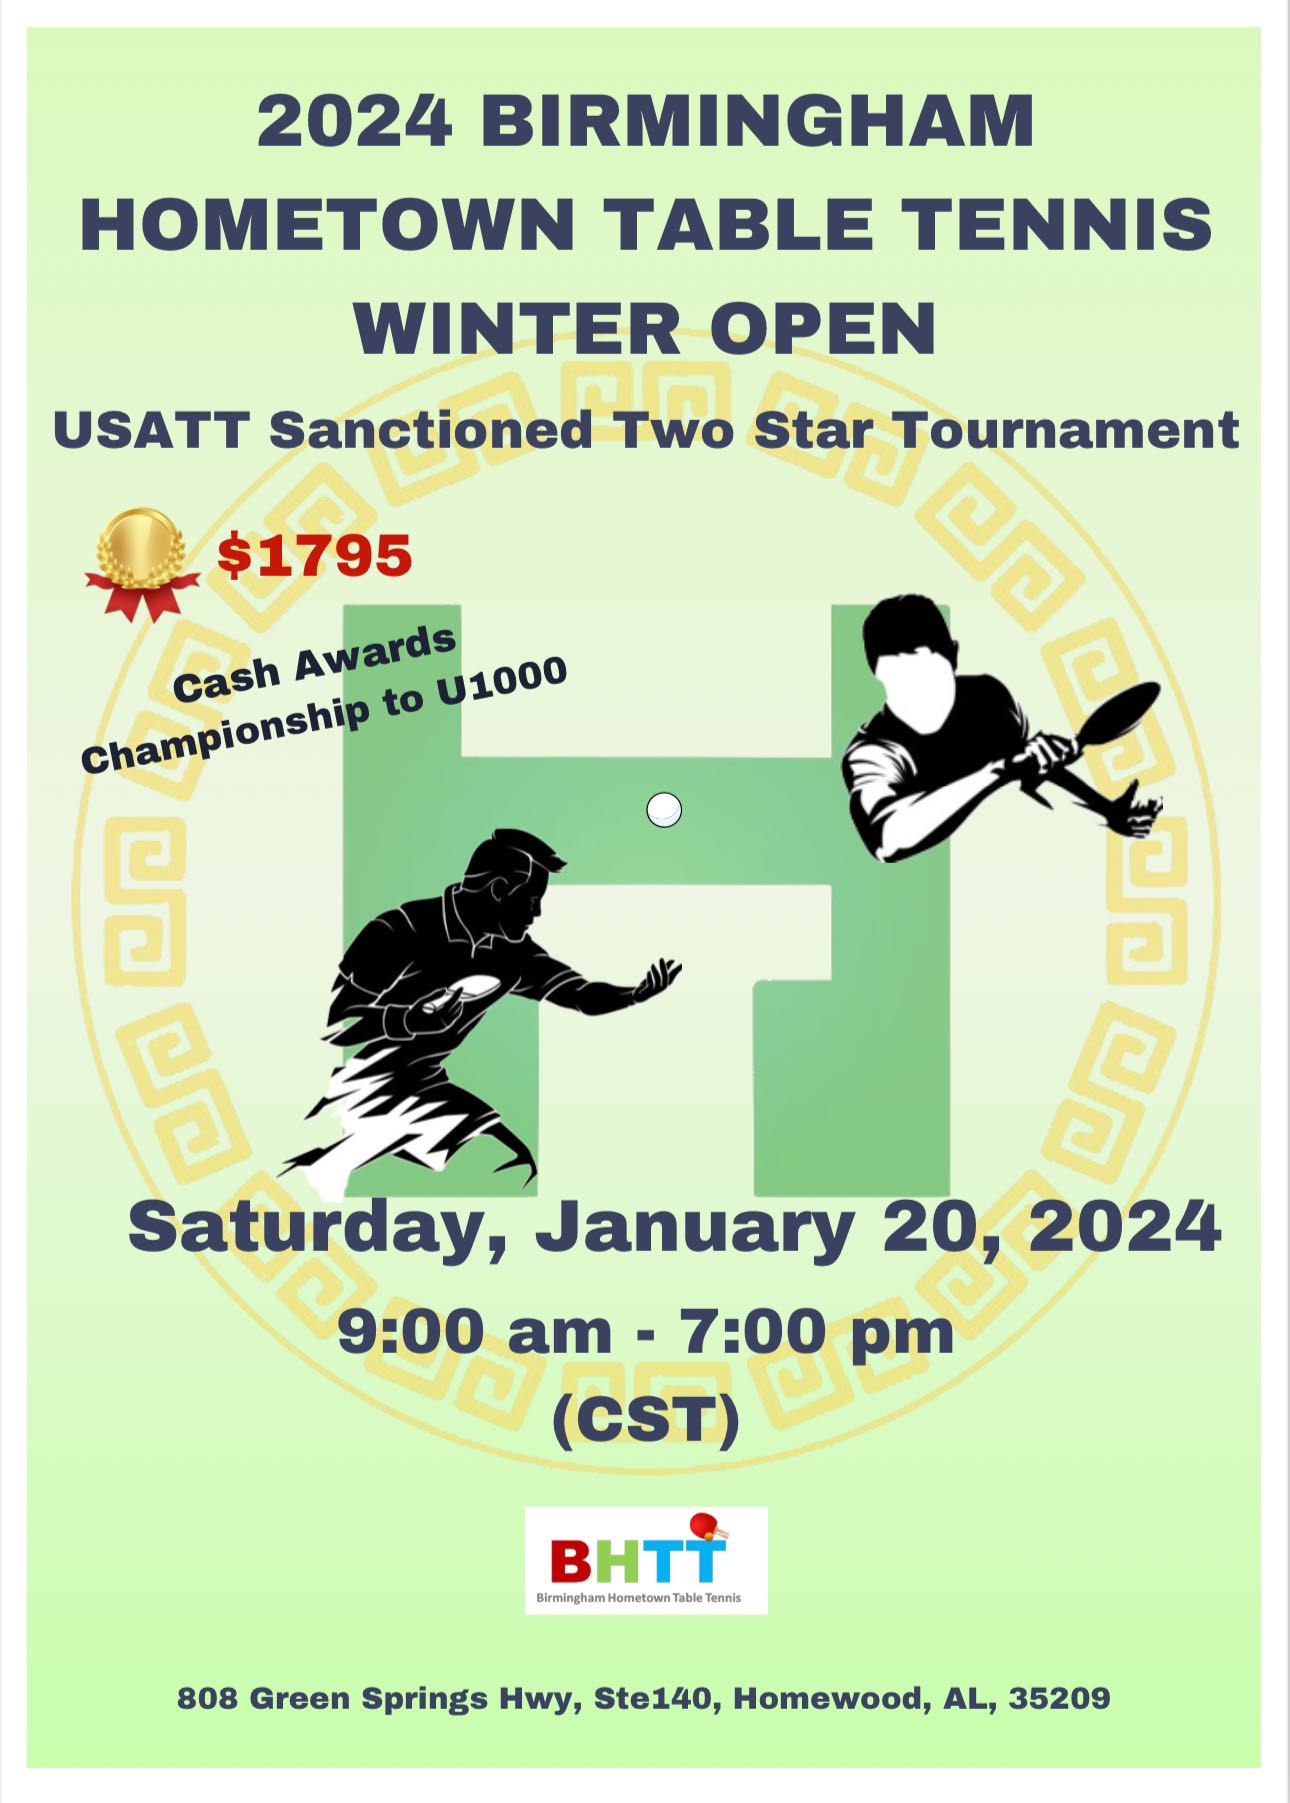 2024 BIRMINGHAM
HOMETOWN TABLE TENNIS
WINTER OPEN
USATT Sanctioned Two Star Tournament
$1795
Cash Awards
Championship to U1000
Saturday, January 20, 2024
9:00 am - 7:00 pm
(CST)
BHTT
Birmingham Hometown Table Tennis
808 Green Springs Hwy, Ste140, Homewood, AL, 35209